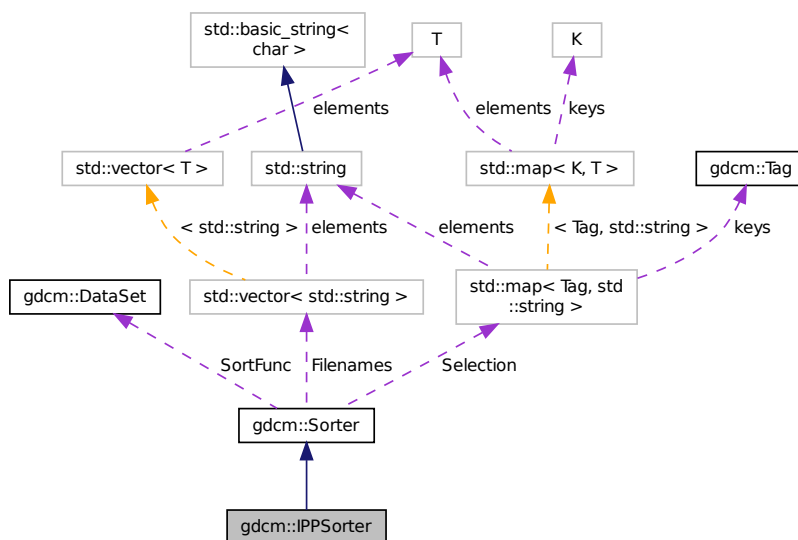 std::basic_string<
char >
T
K
elements
elements
keys
std::vector< T >
std::string
std::map< K, T >
gdcm::Tag
< std::string >
elements
elements
< Tag, std::string >
keys
gdcm::DataSet
std::vector< std::string >
std::map< Tag, std
::string >
SortFunc
Filenames
Selection
gdcm::Sorter
gdcm::IPPSorter